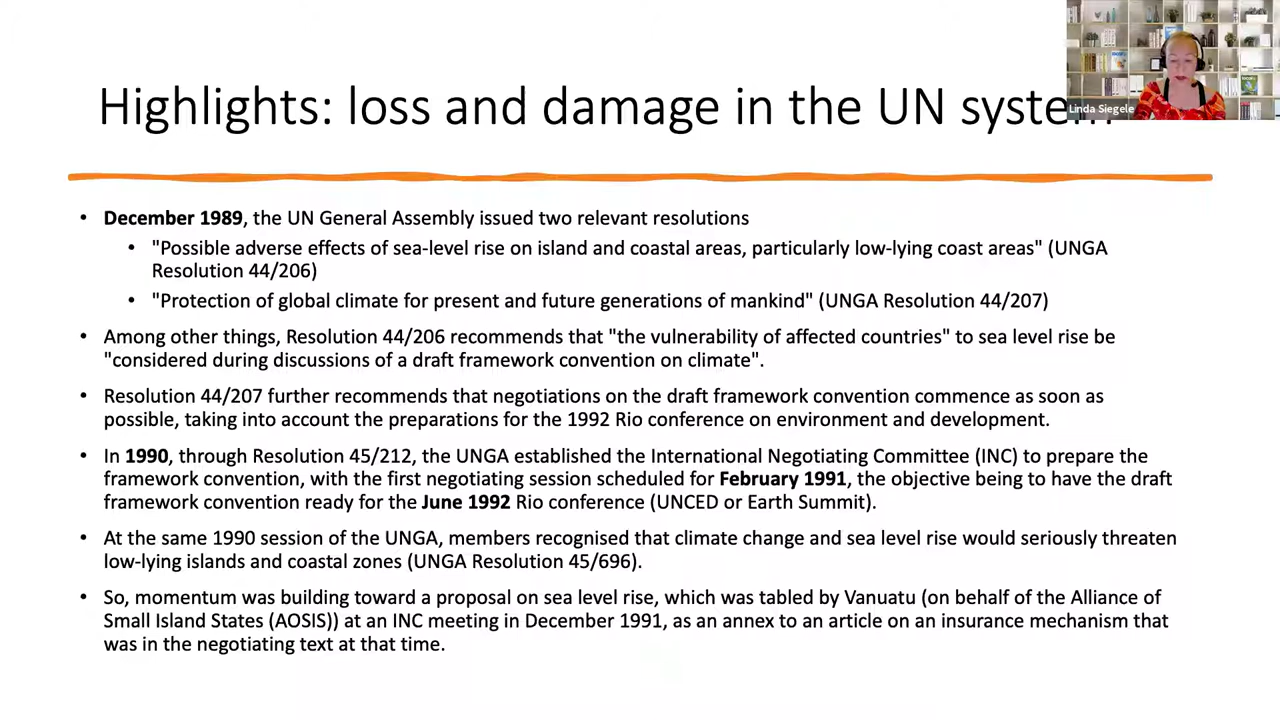 Highlights: loss and damage in the UN system
Linda Siegele
• December 1989, the UN General Assembly issued two relevant resolutions
• "Possible adverse effects of sea-level rise on island and coastal areas, particularly low-lying coast areas" (UNGA
Resolution 44/206)
• "Protection of global climate for present and future generations of mankind" (UNGA Resolution 44/207)
• Among other things, Resolution 44/206 recommends that "the vulnerability of affected countries" to sea level rise be
"considered during discussions of a draft framework convention on climate".
• Resolution 44/207 further recommends that negotiations on the draft framework convention commence as soon as
possible, taking into account the preparations for the 1992 Rio conference on environment and development.
• In 1990, through Resolution 45/212, the UNGA established the International Negotiating Committee (INC) to prepare the
framework convention, with the first negotiating session scheduled for February 1991, the objective being to have the draft
framework convention ready for the June 1992 Rio conference (UNCED or Earth Summit).
• At the same 1990 session of the UNGA, members recognised that climate change and sea level rise would seriously threaten
low-lying islands and coastal zones (UNGA Resolution 45/696).
• So, momentum was building toward a proposal on sea level rise, which was tabled by Vanuatu (on behalf of the Alliance of
Small Island States (AOSIS)) at an INC meeting in December 1991, as an annex to an article on an insurance mechanism that
was in the negotiating text at that time.